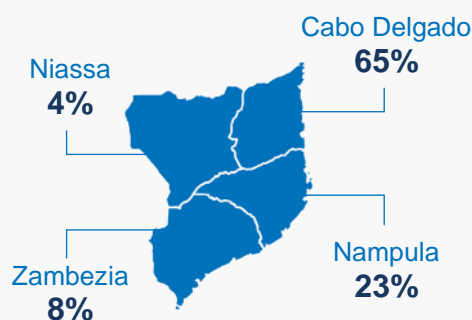 Cabo Delgado
65%
Niassa
4%
Nampula
23%
Zambezia
8%